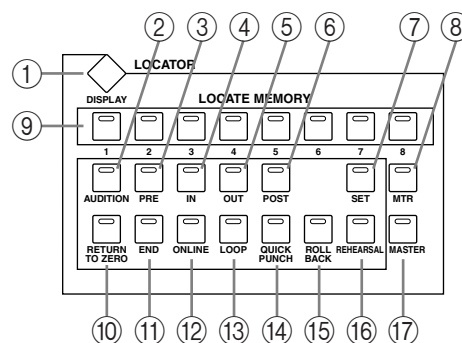 ② ③ ④ ⑤ ⑥ ⑦ ⑧
① LOCATOR
DISPLAY LOCATE MEMORY
⑨
1 2 3 4 5 6 7 8
AUDITION PRE IN OUT POST SET MTR
RETURN TO ZERO END ONLINE LOOP QUICK PUNCH ROLL BACK REHEARSAL MASTER
⑩ ⑪ ⑫ ⑬ ⑭ ⑮ ⑯ ⑰